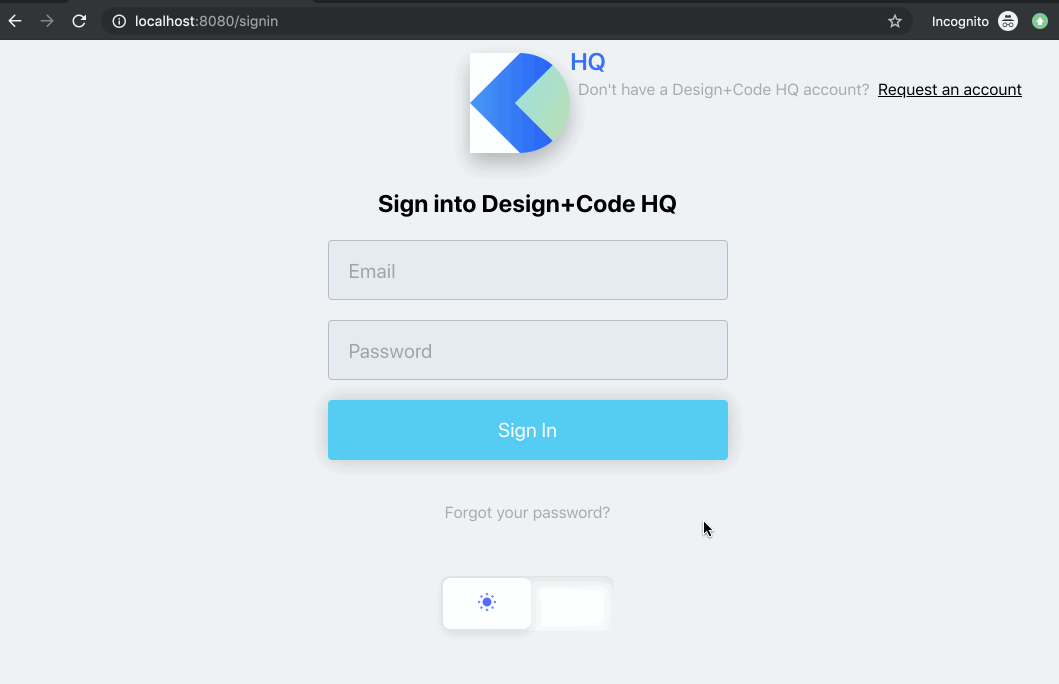 localhost:8080/signin
Incognito
HQ
Don't have a Design+Code HQ account? Request an account
Sign into Design+Code HQ
Email
Password
Sign In
Forgot your password?